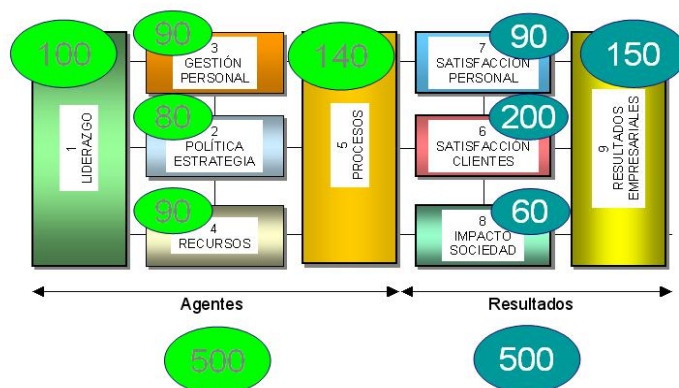 100
1
LIDERAZGO
90
3
GESTIÓN
PERSONAL
80
2
POLÍTICA
ESTRATEGIA
90
4
RECURSOS
140
5
PROCESOS
90
7
SATISFACCIÓN
PERSONAL
200
6
SATISFACCIÓN
CLIENTES
60
8
IMPACTO
SOCIEDAD
150
9
RESULTADOS
EMPRESARIALES
Agentes
Resultados
500
500